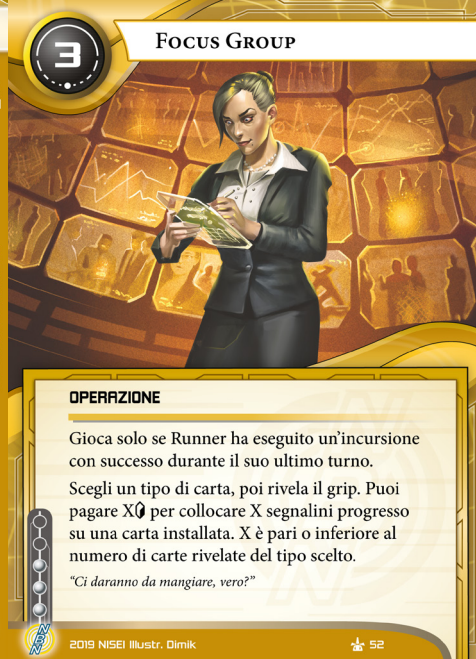 3
Focus Group
OPERAZIONE
Gioca solo se Runner ha eseguito un’incursione
con successo durante il suo ultimo turno.
Scegli un tipo di carta, poi rivela il grip. Puoi
pagare X per collocare X segnalini progresso
su una carta installata. X è pari o inferiore al
numero di carte rivelate del tipo scelto.
“Ci daranno da mangiare, vero?”
NBN
2019 NISEI Illustr. Dimik
52